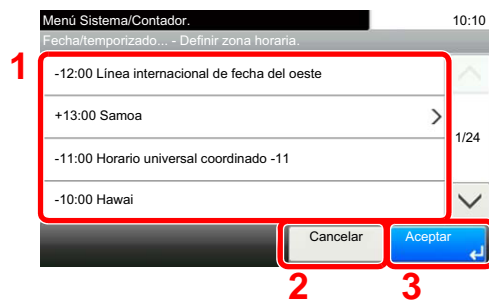 Menú Sistema/Contador. 10:10
Fecha/temporizado... - Definir zona horaria.
1
-12:00 Línea internacional de fecha del oeste
+13:00 Samoa
1/24
-11:00 Horario universal coordinado -11
-10:00 Hawai
Cancelar Aceptar
2 3